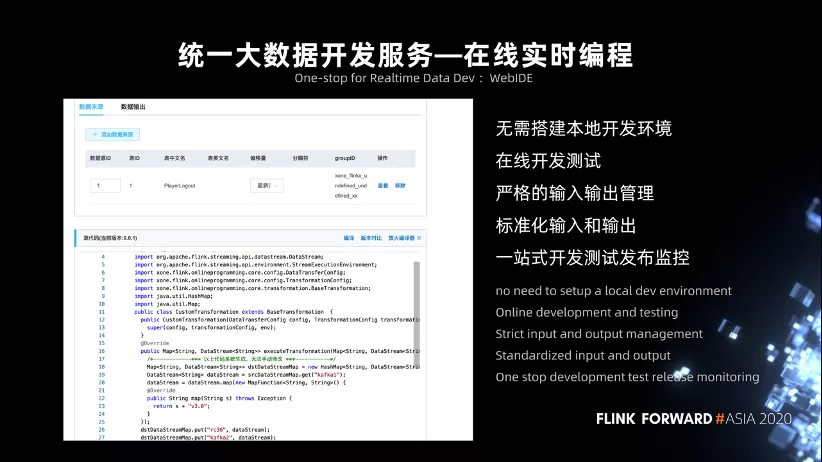 统一大数据开发服务—在线实时编程
One-stop for Realtime Data Dev： WebIDE
数据来源 数据输出
＋ 添加数据来源
数据源ID 表ID 表中文名 表英文名 偏移量 分隔符 groupID 操作
1 1 PlayerLogout 最新 xone_flinkx_undefined_undefined_xx 查看 移除
源代码(当前版本:0.0.1) 编译 版本对比 放大编译器
4 import org.apache.flink.streaming.api.datastream.DataStream;
5 import org.apache.flink.streaming.api.environment.StreamExecutionEnvironment;
6 import xone.flink.onlineprogramming.core.config.DataTransferConfig;
7 import xone.flink.onlineprogramming.core.config.TransformationConfig;
8 import xone.flink.onlineprogramming.core.transformation.BaseTransformation;
9 import java.util.HashMap;
10 import java.util.Map;
11 public class CustomTransformation extends BaseTransformation {
12 public CustomTransformation(DataTransferConfig config, TransformationConfig transformatio
13 super(config, transformationConfig, env);
14 }
15 @Override
16 public Map<String, DataStream<String>> executeTransformation(Map<String, DataStream<Stri
17 以上代码系统生成，无法手动修改
18 Map<String, DataStream<String>> dstDataStreamMap = new HashMap<String, DataStream<S
19 DataStream<String> dataStream = srcDataStreamMap.get("kafka1");
20 dataStream = dataStream.map(new MapFunction<String, String>() {
21 @Override
22 public String map(String s) throws Exception {
23 return s + "v3.0";
24 }
25 });
26 dstDataStreamMap.put("rc30", dataStream);
27 dstDataStreamMap.put("kafka2", dataStream);
无需搭建本地开发环境
在线开发测试
严格的输入输出管理
标准化输入和输出
一站式开发测试发布监控
no need to setup a local dev environment
Online development and testing
Strict input and output management
Standardized input and output
One stop development test release monitoring
FLINK FORWARD #ASIA 2020